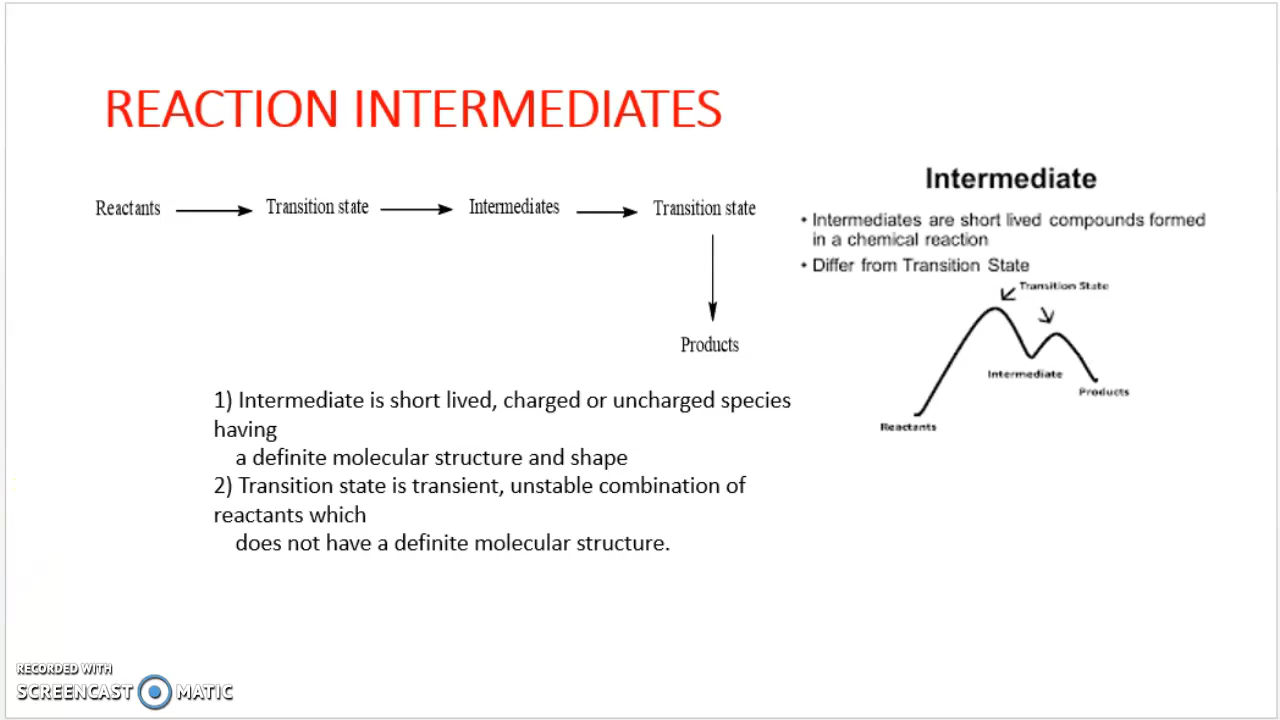 REACTION INTERMEDIATES
Reactants
Transition state
Intermediates
Transition state
Products
1) Intermediate is short lived, charged or uncharged species
having
a definite molecular structure and shape
2) Transition state is transient, unstable combination of
reactants which
does not have a definite molecular structure.
Intermediate
• Intermediates are short lived compounds formed
in a chemical reaction
• Differ from Transition State
Transition State
Intermediate
Products
Reactants
RECORDED WITH
SCREENCAST MATIC